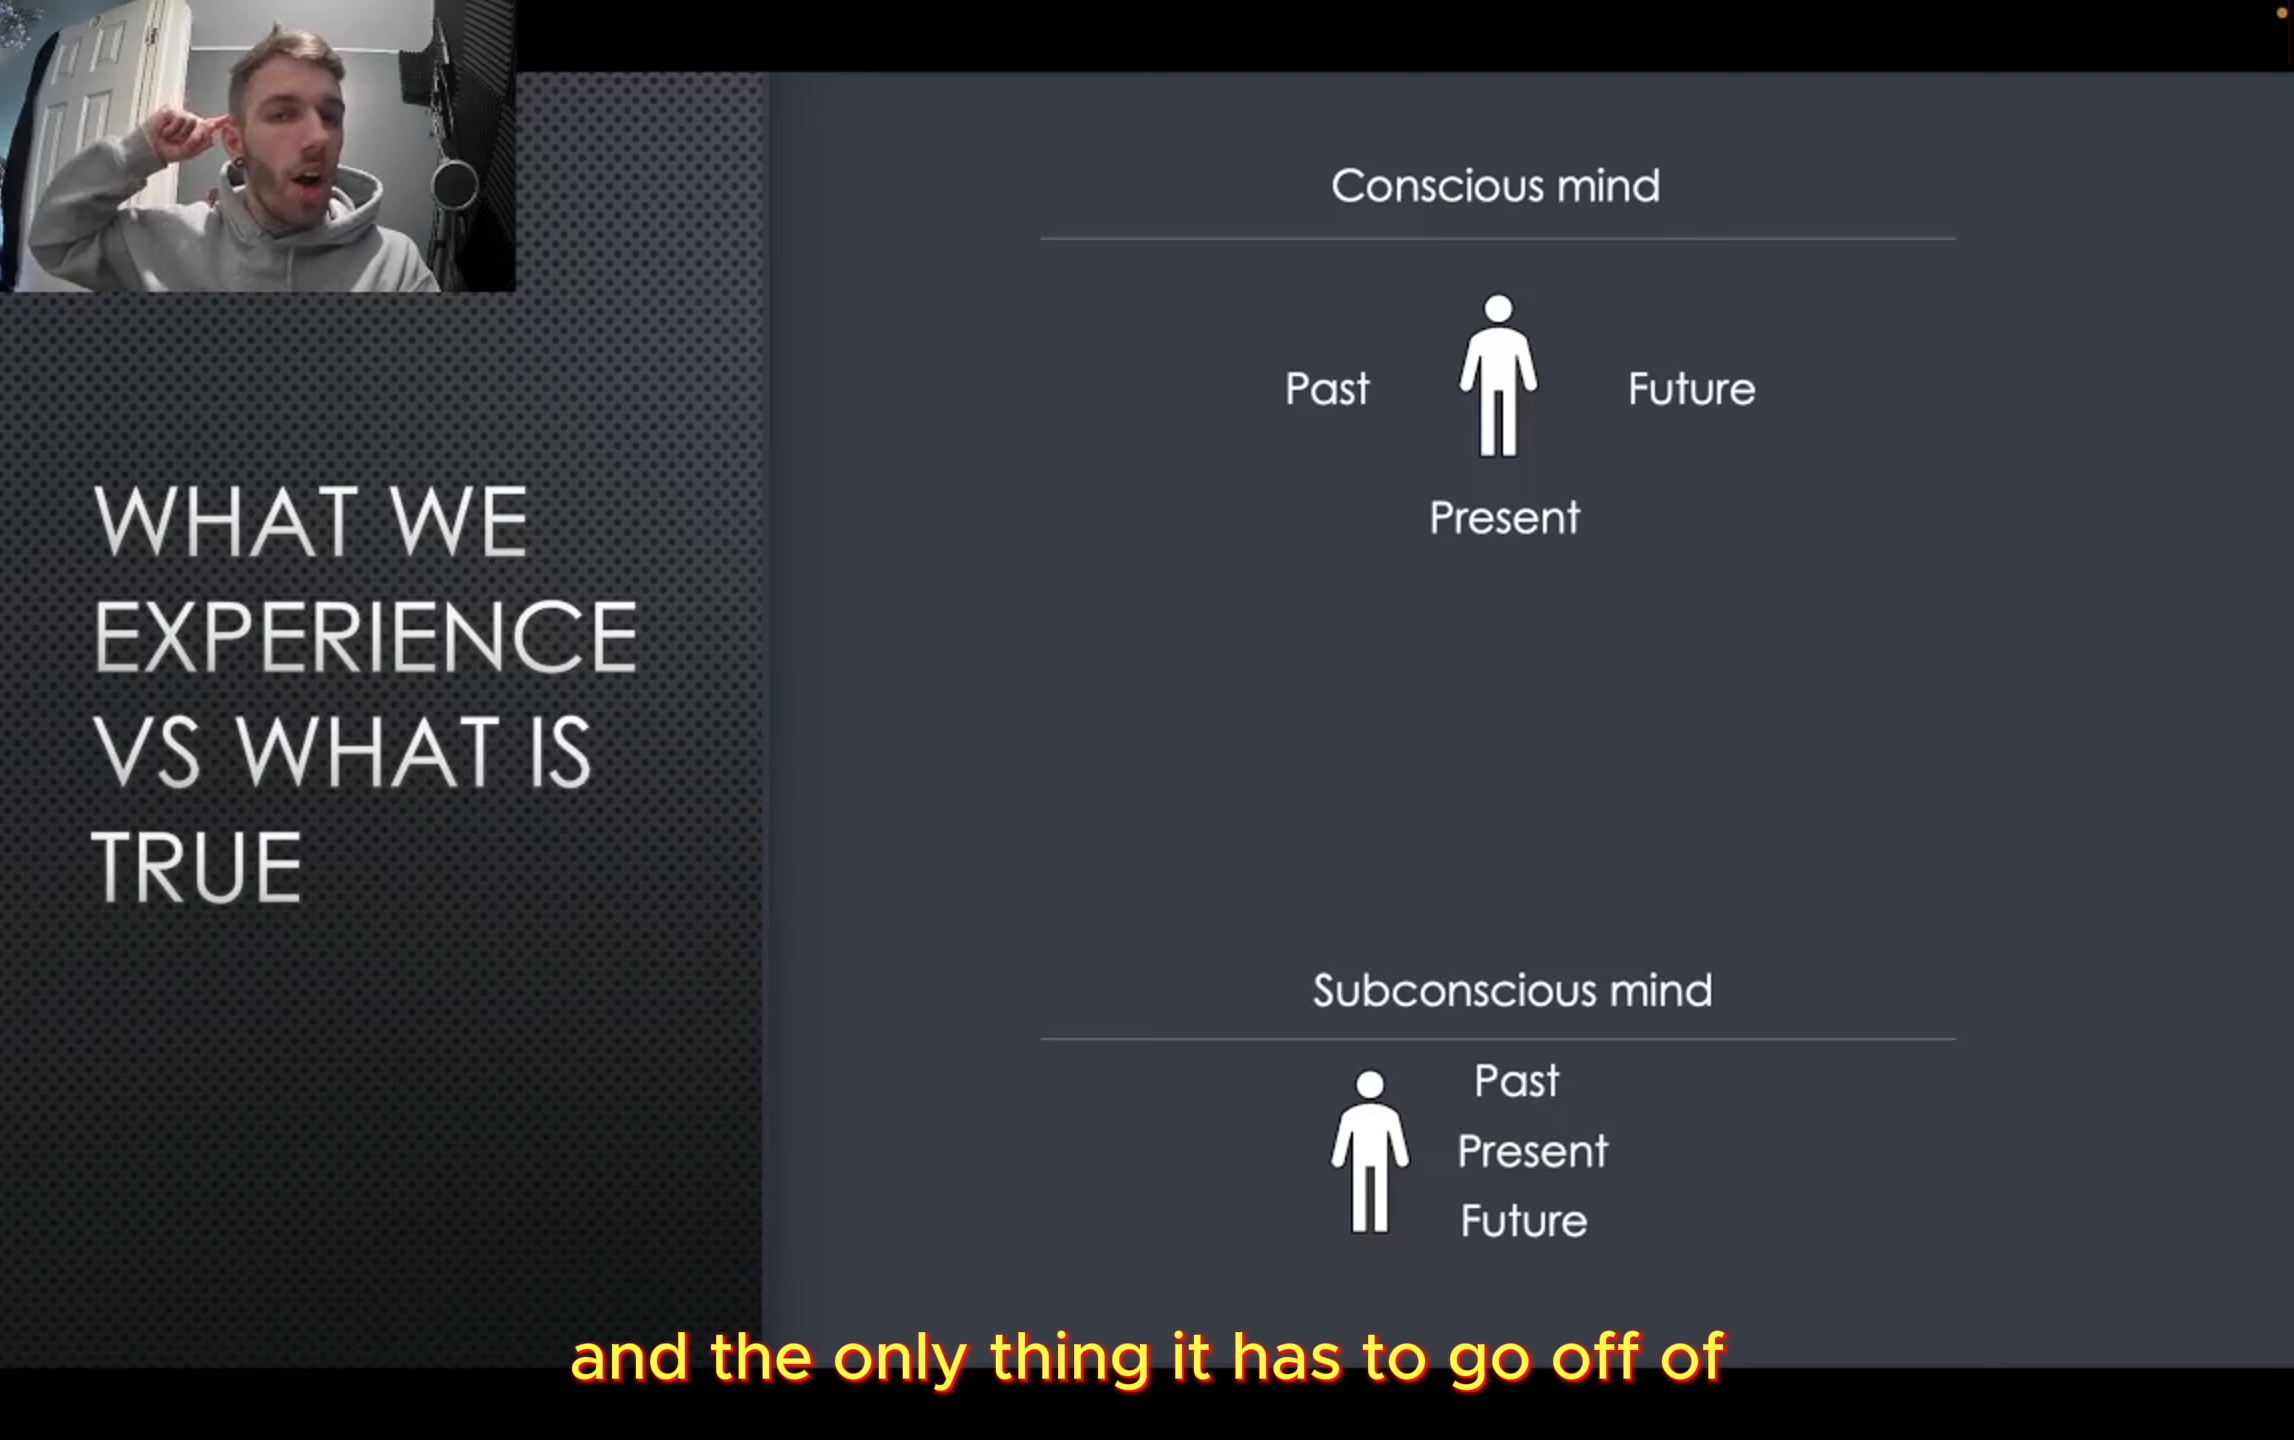 WHAT WE
EXPERIENCE
VS WHAT IS
TRUE
Conscious mind
Past
Future
Present
Subconscious mind
Past
Present
Future
and the only thing it has to go off of